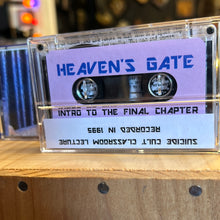 HEAVEN'S GATE
INTRO TO THE FINAL CHAPTER
SUICIDE CULT CLASSROOM LECTURE
RECORDED IN 1995